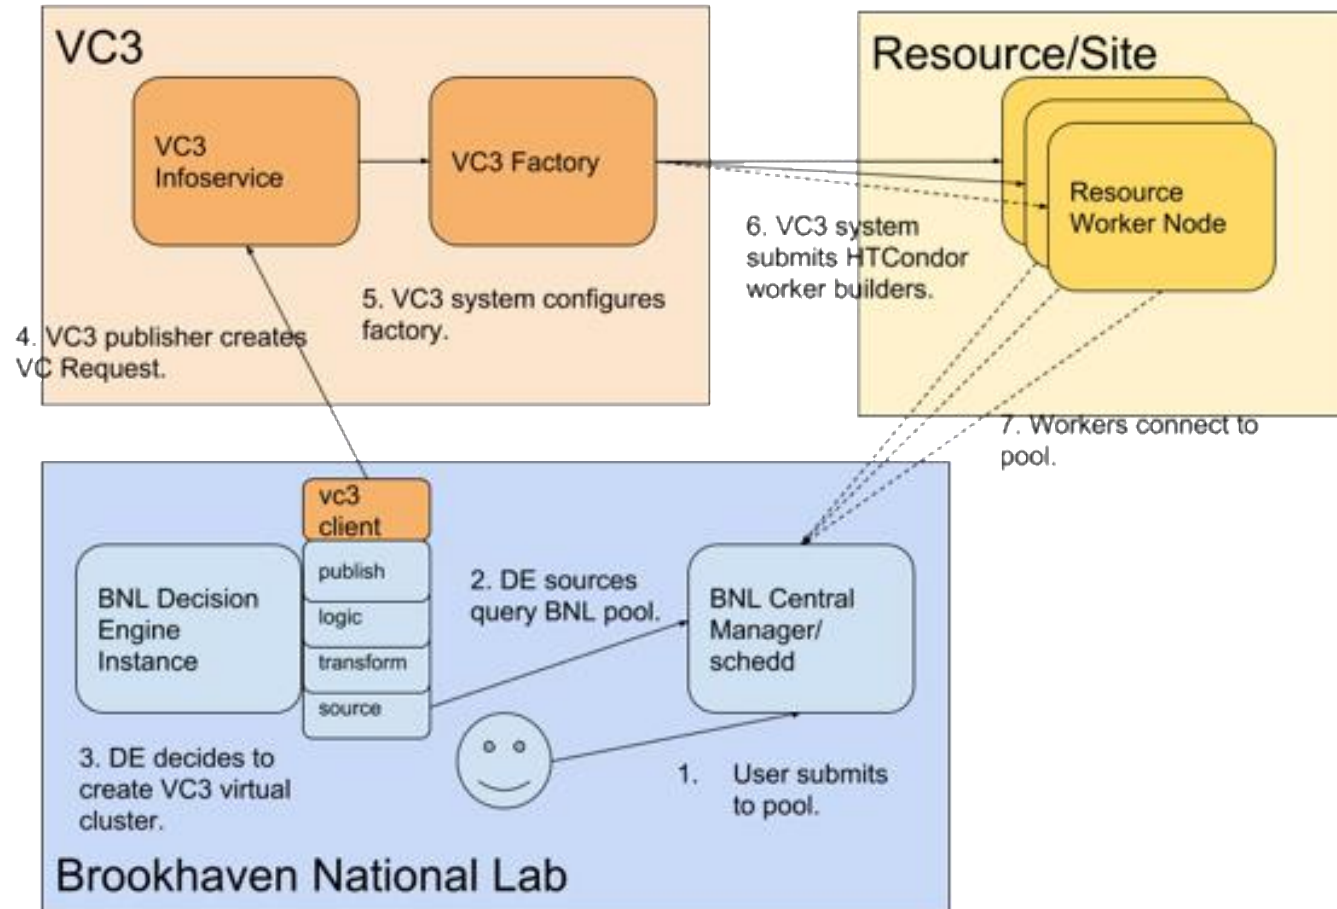 VC3
VC3
Infoservice
VC3 Factory
Resource/Site
Resource
Worker Node
4. VC3 publisher creates
VC Request.
5. VC3 system configures
factory.
6. VC3 system
submits HTCondor
worker builders.
7. Workers connect to
pool.
vc3
client
publish
logic
transform
source
BNL Decision
Engine
Instance
2. DE sources
query BNL pool.
BNL Central
Manager/
schedd
3. DE decides to
create VC3 virtual
cluster.
1. User submits
to pool.
Brookhaven National Lab